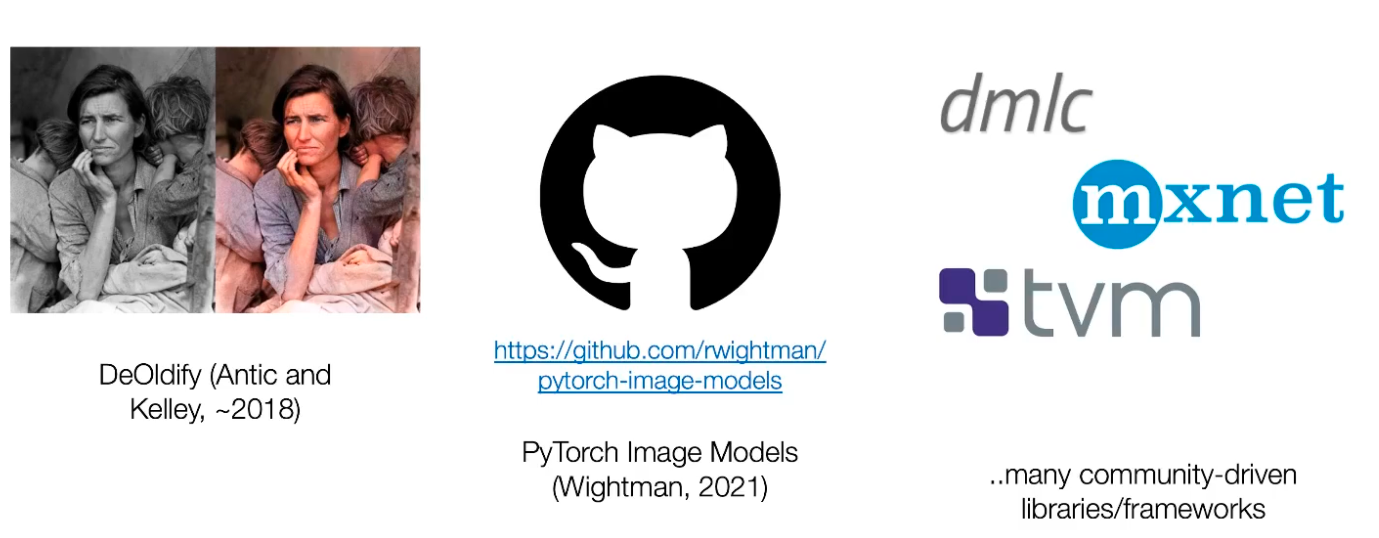 DeOldify (Antic and
Kelley, ~2018)
https://github.com/rwightman/
pytorch-image-models
PyTorch Image Models
(Wightman, 2021)
dmlc
mxnet
tvm
..many community-driven
libraries/frameworks